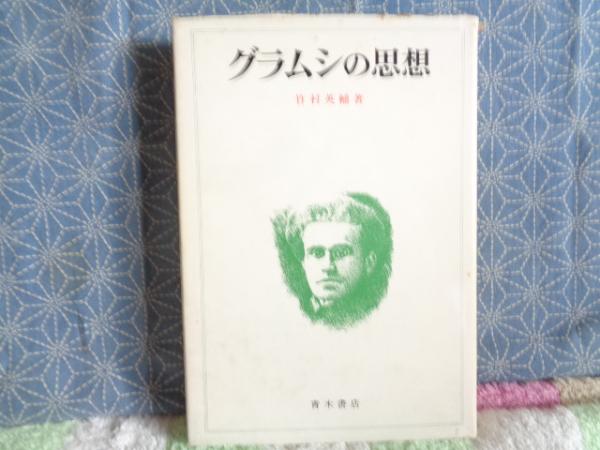 グラムシの思想
竹村英輔著
青木書店